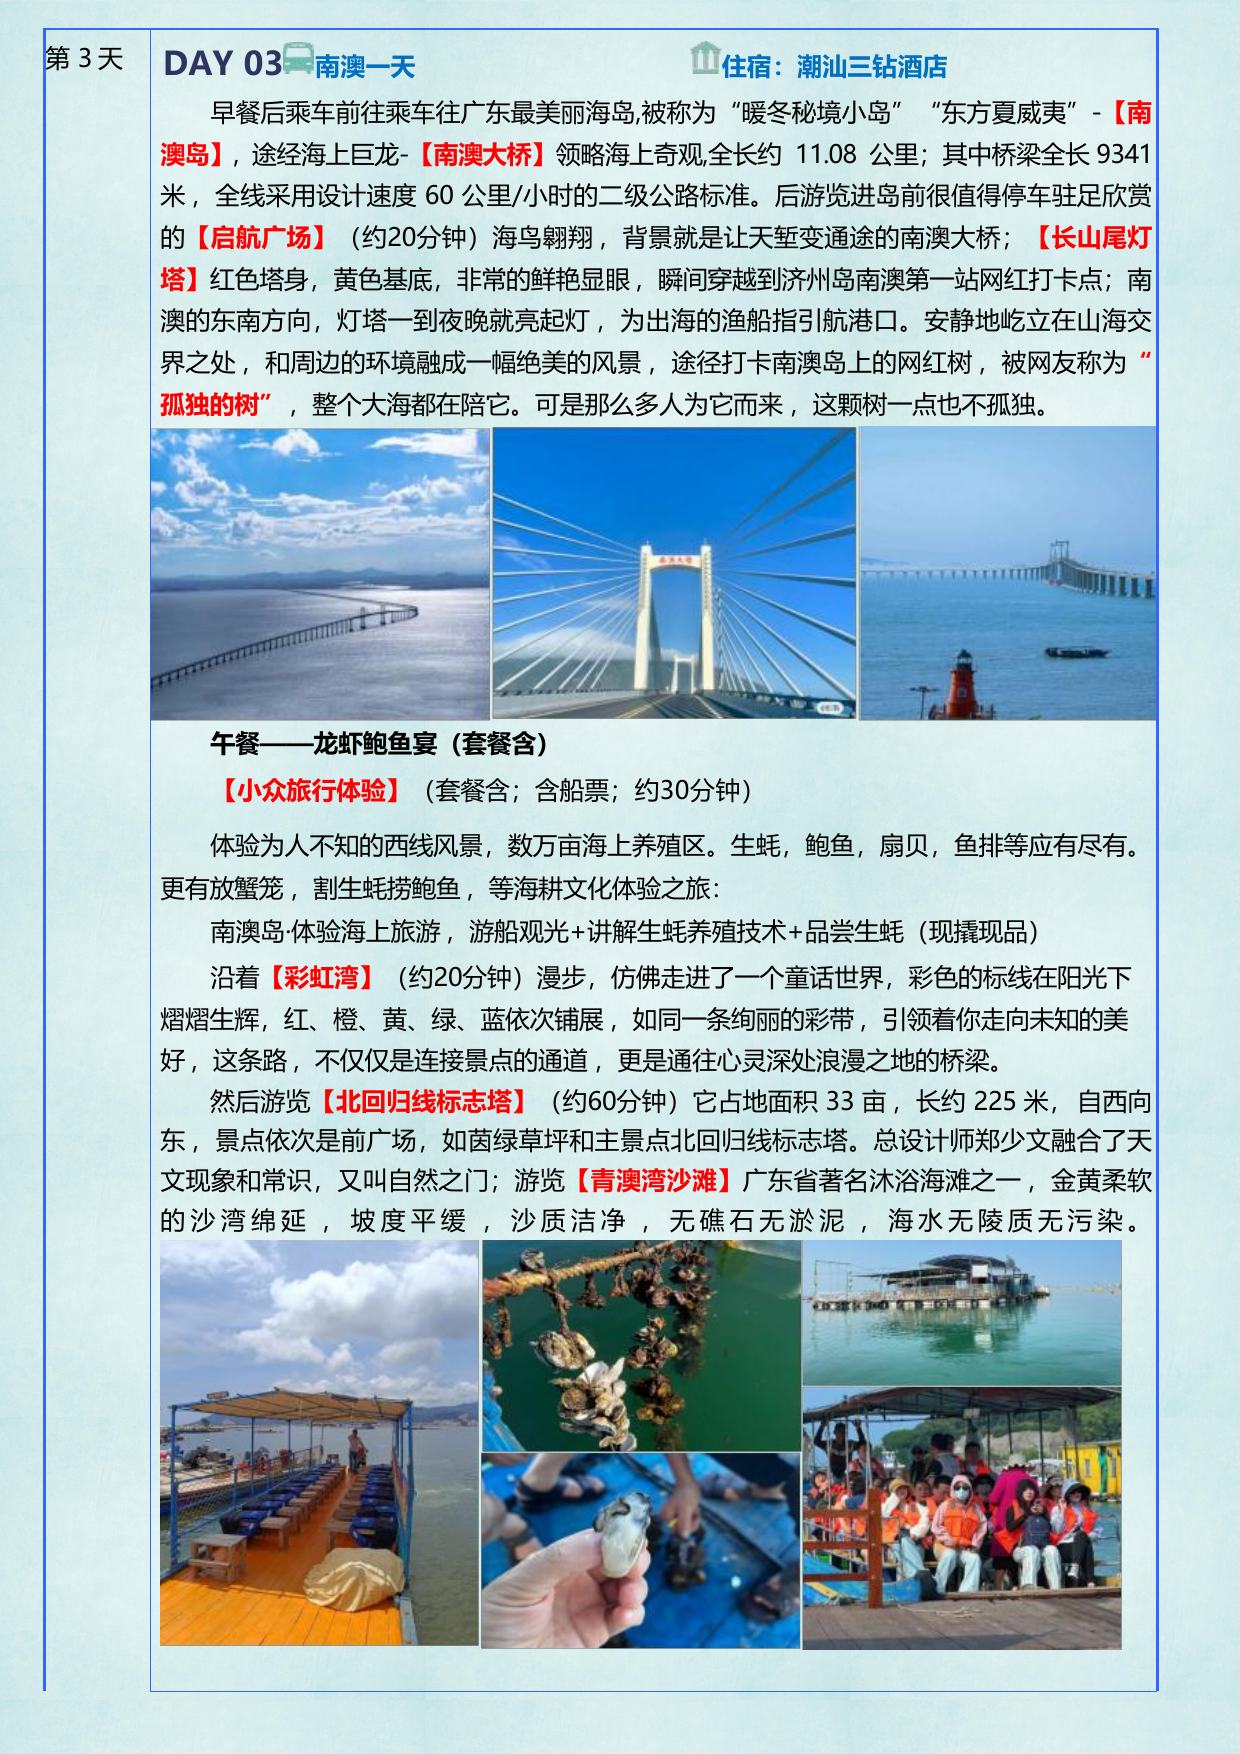 第 3 天
DAY 03 南澳一天 住宿：潮汕三钻酒店
早餐后乘车前往乘车往广东最美丽海岛,被称为“暖冬秘境小岛” “东方夏威夷”-【南
澳岛】，途经海上巨龙-【南澳大桥】领略海上奇观,全长约 11.08 公里；其中桥梁全长 9341
米 ，全线采用设计速度 60 公里/小时的二级公路标准。后游览进岛前很值得停车驻足欣赏
的【启航广场】（约20分钟）海鸟翱翔 ，背景就是让天堑变通途的南澳大桥；【长山尾灯
塔】红色塔身，黄色基底，非常的鲜艳显眼 ，瞬间穿越到济州岛南澳第一站网红打卡点；南
澳的东南方向，灯塔一到夜晚就亮起灯 ，为出海的渔船指引航港口。安静地屹立在山海交
界之处 ，和周边的环境融成一幅绝美的风景 ，途径打卡南澳岛上的网红树 ，被网友称为 “
孤独的树” ，整个大海都在陪它。可是那么多人为它而来 ，这颗树一点也不孤独。
南澳大桥
午餐——龙虾鲍鱼宴（套餐含）
【小众旅行体验】（套餐含；含船票；约30分钟）
体验为人不知的西线风景，数万亩海上养殖区。生蚝，鲍鱼，扇贝，鱼排等应有尽有。
更有放蟹笼 ，割生蚝捞鲍鱼 ，等海耕文化体验之旅：
南澳岛·体验海上旅游 ，游船观光+讲解生蚝养殖技术+品尝生蚝（现撬现品）
沿着【彩虹湾】（约20分钟）漫步，仿佛走进了一个童话世界，彩色的标线在阳光下
熠熠生辉，红、橙、黄、绿、蓝依次铺展 ，如同一条绚丽的彩带 ，引领着你走向未知的美
好 ，这条路 ，不仅仅是连接景点的通道 ，更是通往心灵深处浪漫之地的桥梁。
然后游览【北回归线标志塔】（约60分钟）它占地面积 33 亩 ，长约 225 米， 自西向
东 ，景点依次是前广场，如茵绿草坪和主景点北回归线标志塔。总设计师郑少文融合了天
文现象和常识，又叫自然之门；游览【青澳湾沙滩】广东省著名沐浴海滩之一 ，金黄柔软
的沙湾绵延 ，坡度平缓 ，沙质洁净 ，无礁石无淤泥 ，海水无陵质无污染。